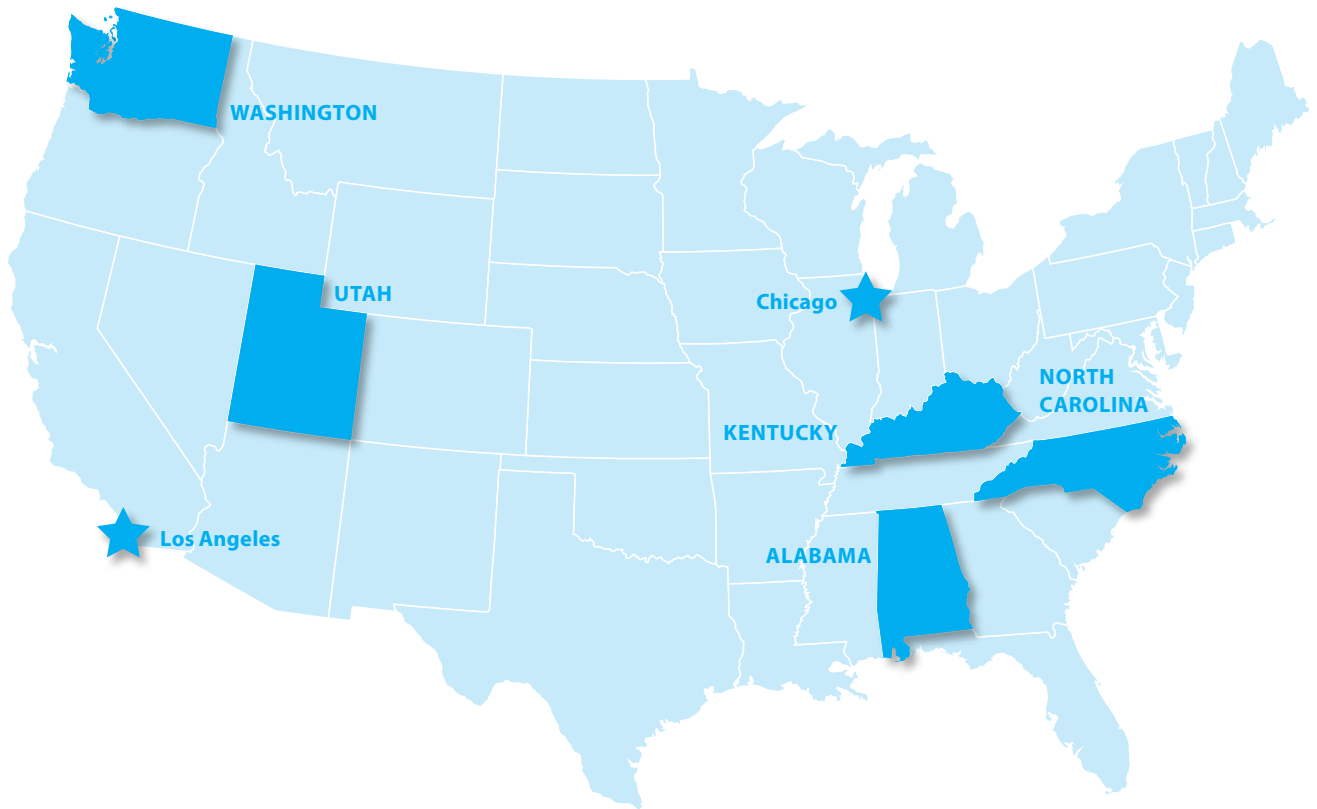 WASHINGTON
UTAH
Chicago
NORTH
CAROLINA
KENTUCKY
Los Angeles
ALABAMA